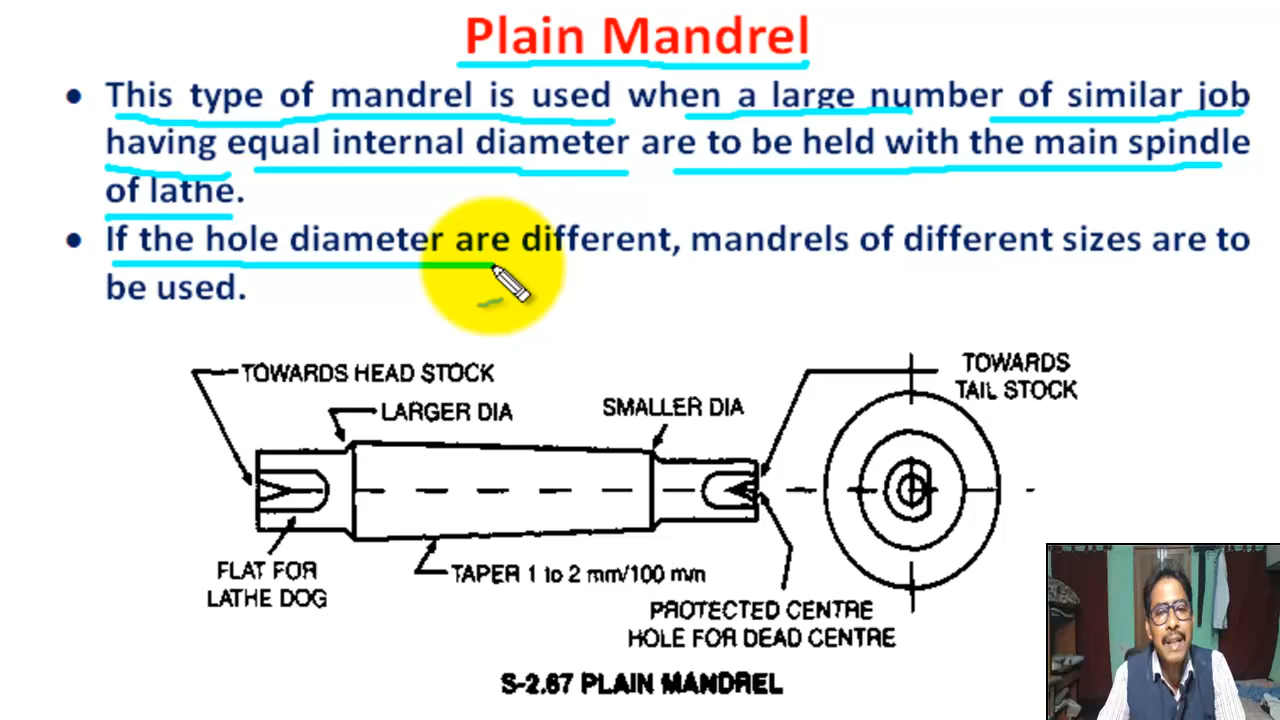 Plain Mandrel
• This type of mandrel is used when a large number of similar job
having equal internal diameter are to be held with the main spindle
of lathe.
• If the hole diameter are different, mandrels of different sizes are to
be used.
TOWARDS HEAD STOCK
LARGER DIA
SMALLER DIA
TOWARDS
TAIL STOCK
FLAT FOR
LATHE DOG
TAPER 1 to 2 mm/100 mm
PROTECTED CENTRE
HOLE FOR DEAD CENTRE
S-2.67 PLAIN MANDREL